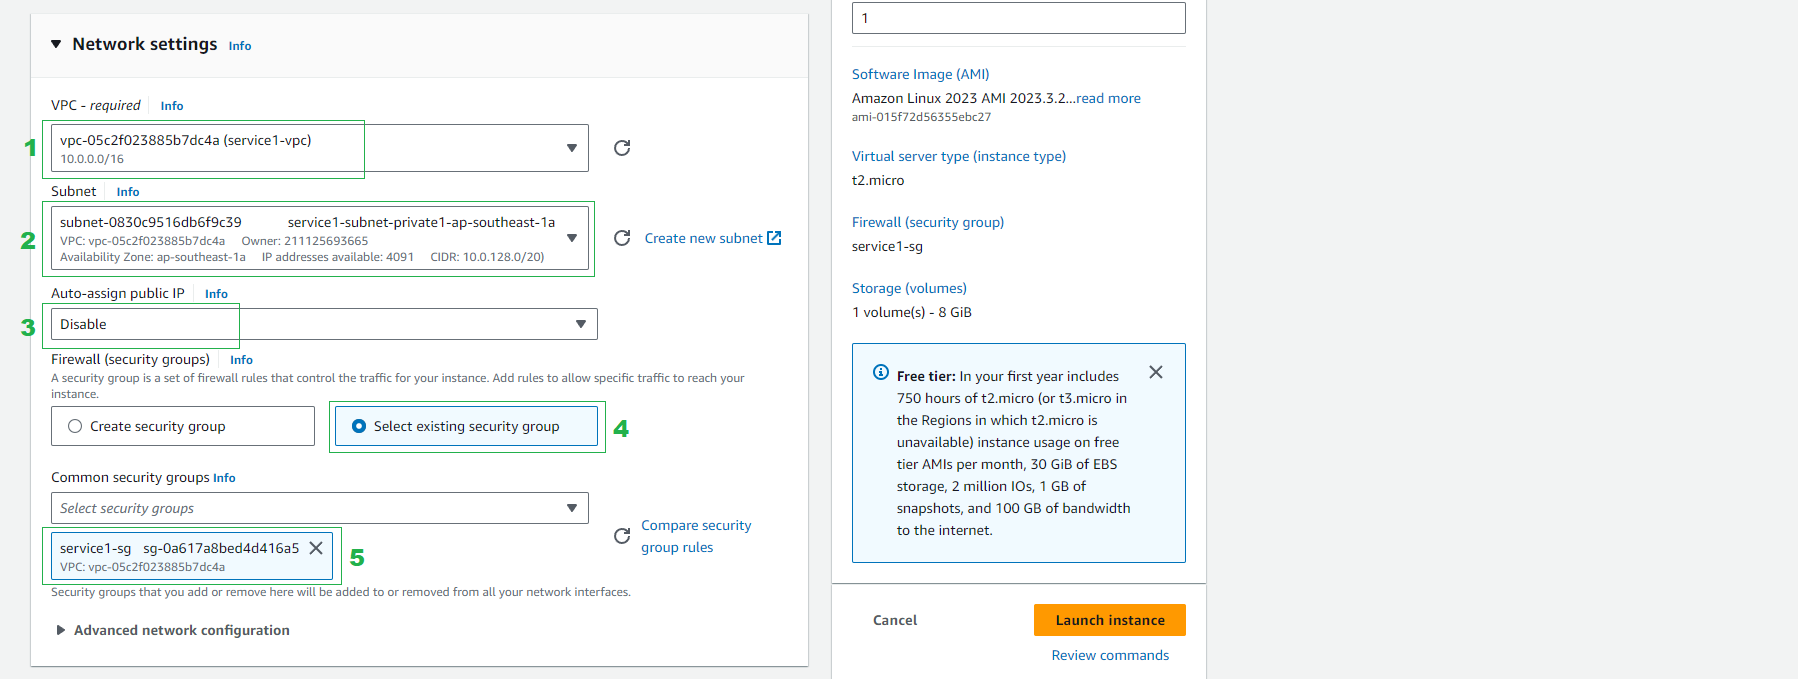 Network settings Info
VPC - required Info
1
vpc-05c2f023885b7dc4a (service1-vpc)
10.0.0.0/16
Subnet Info
2
subnet-0830c9516db6f9c39 service1-subnet-private1-ap-southeast-1a
VPC: vpc-05c2f023885b7dc4a Owner: 211125693665
Availability Zone: ap-southeast-1a IP addresses available: 4091 CIDR: 10.0.128.0/20)
Create new subnet
Auto-assign public IP Info
3
Disable
Firewall (security groups) Info
A security group is a set of firewall rules that control the traffic for your instance. Add rules to allow specific traffic to reach your
instance.
Create security group
Select existing security group
4
Common security groups Info
Select security groups
Compare security
group rules
service1-sg sg-0a617a8bed4d416a5
VPC: vpc-05c2f023885b7dc4a
5
Security groups that you add or remove here will be added to or removed from all your network interfaces.
Advanced network configuration
1
Software Image (AMI)
Amazon Linux 2023 AMI 2023.3.2...read more
ami-015f72d56355ebc27
Virtual server type (instance type)
t2.micro
Firewall (security group)
service1-sg
Storage (volumes)
1 volume(s) - 8 GiB
Free tier: In your first year includes
750 hours of t2.micro (or t3.micro in
the Regions in which t2.micro is
unavailable) instance usage on free
tier AMIs per month, 30 GiB of EBS
storage, 2 million IOs, 1 GB of
snapshots, and 100 GB of bandwidth
to the internet.
Cancel
Launch instance
Review commands